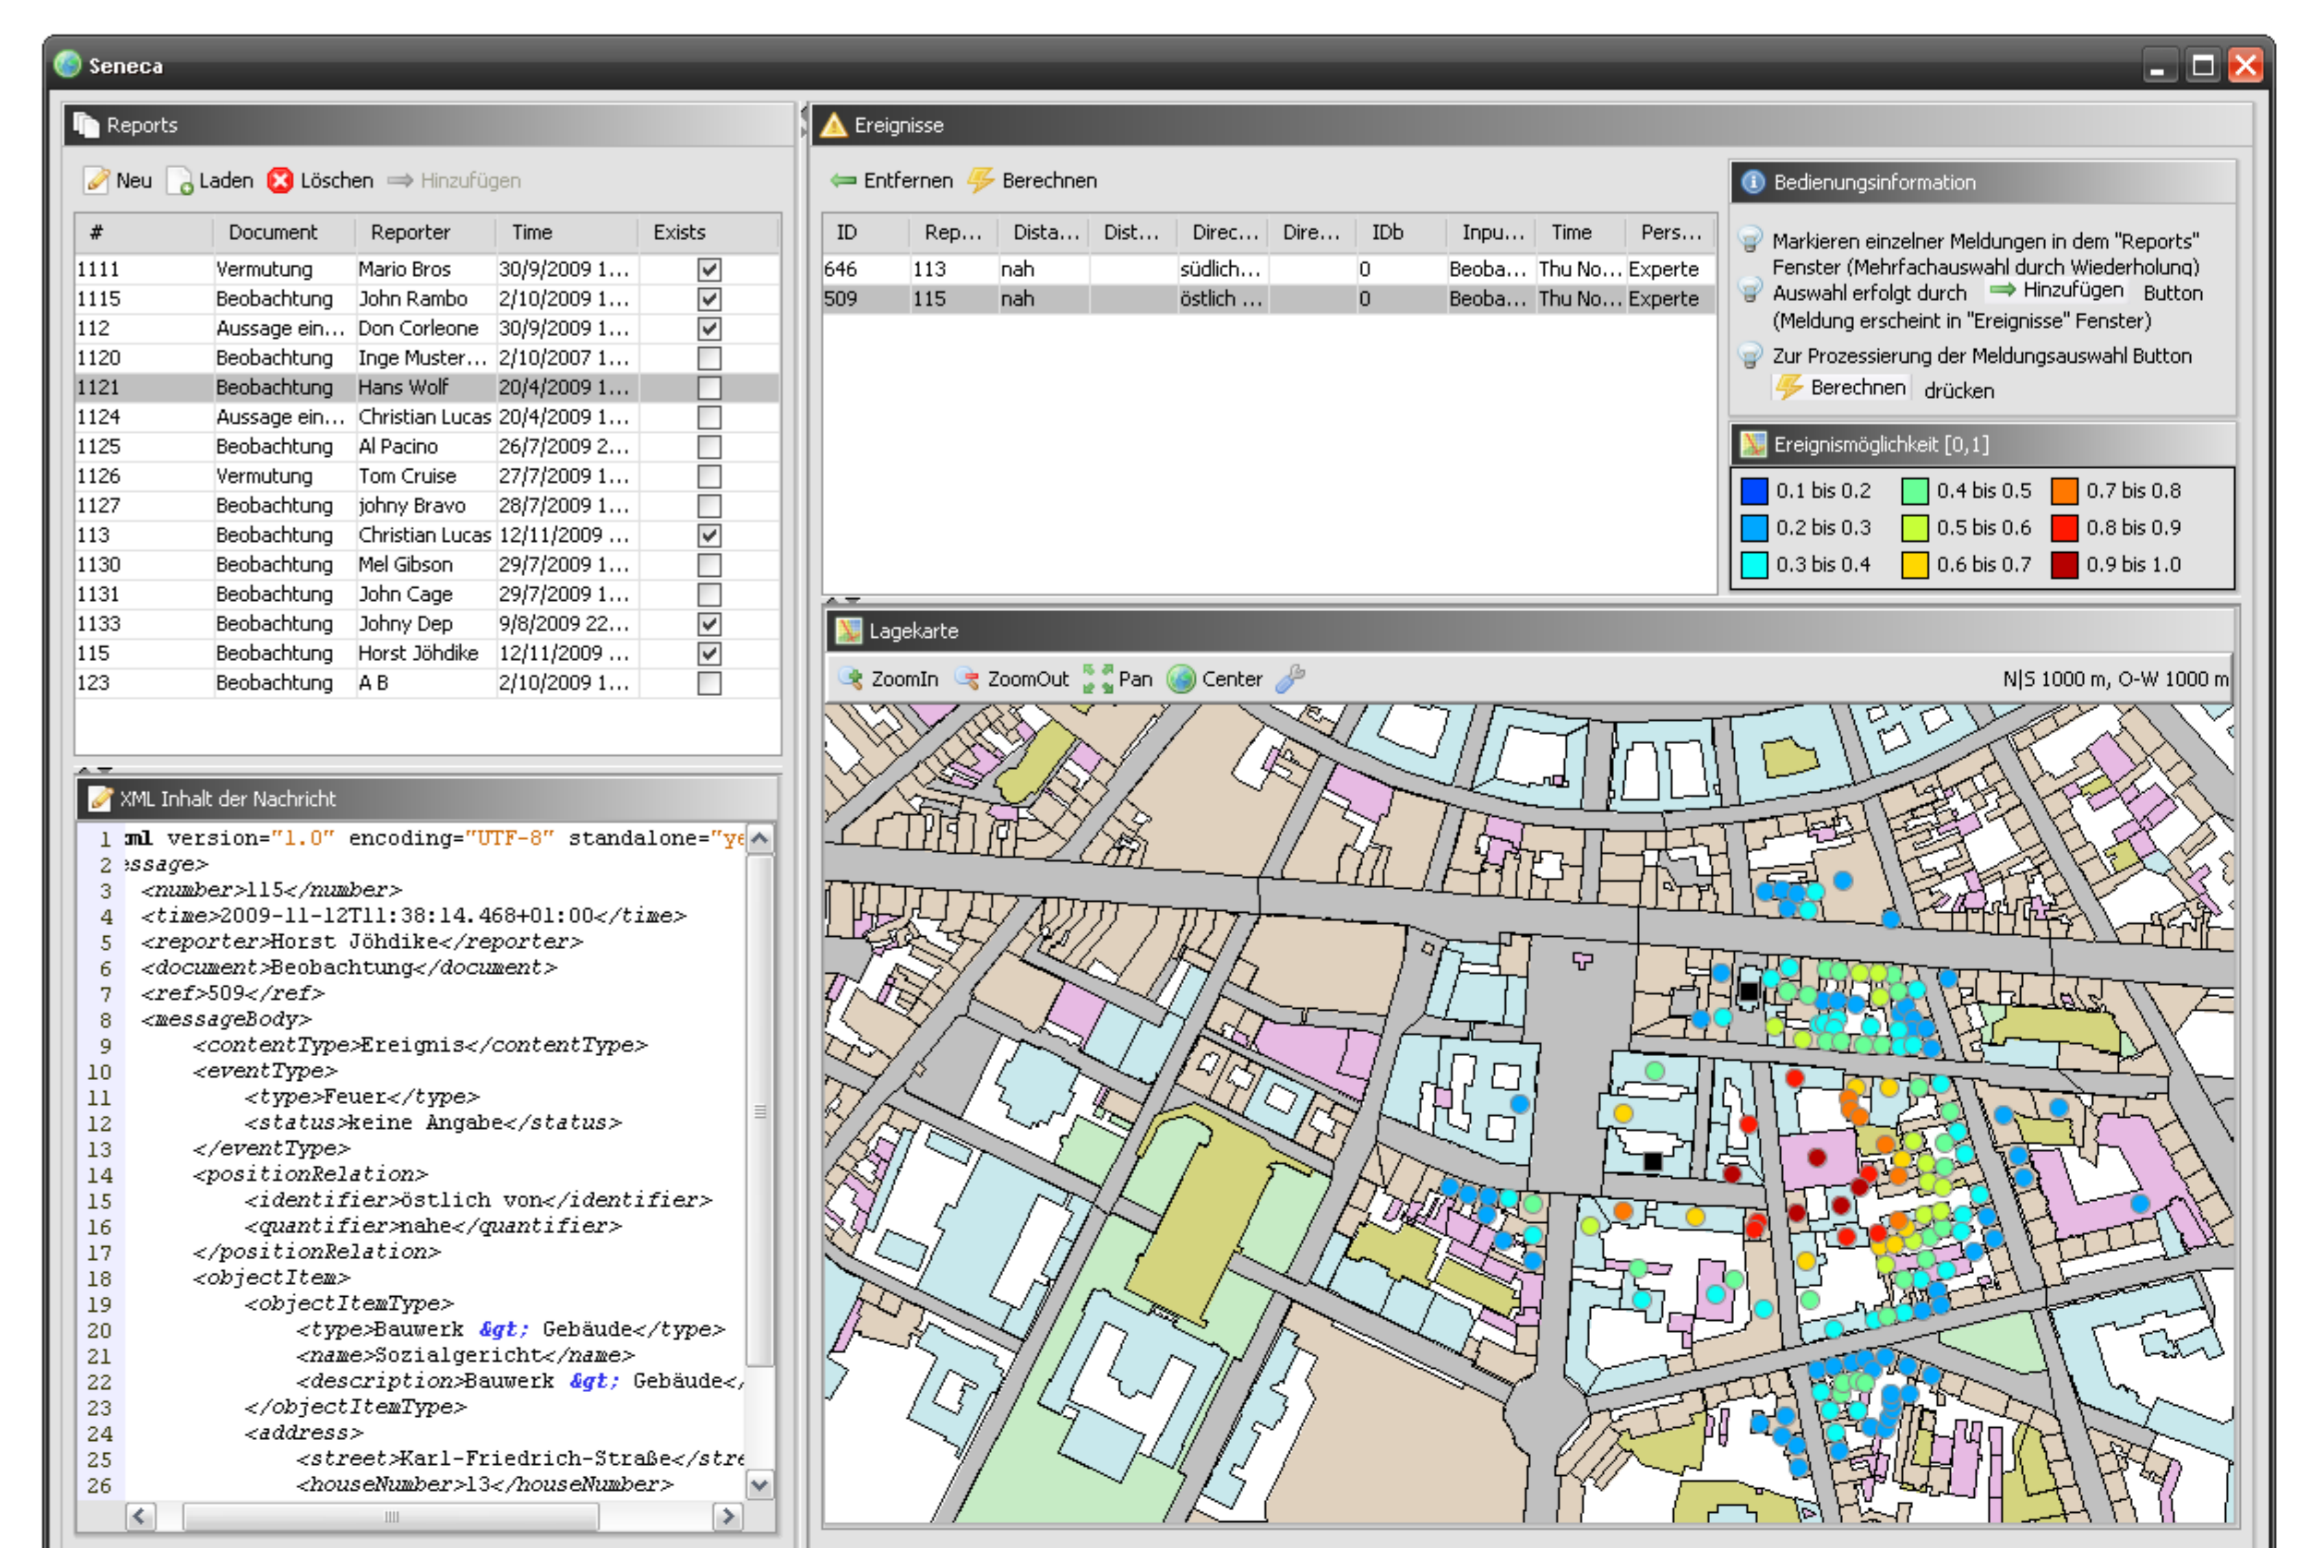 Seneca
Reports
Neu Laden Löschen Hinzufügen
# Document Reporter Time Exists
1111 Vermutung Mario Bros 30/9/2009 1...
1115 Beobachtung John Rambo 2/10/2009 1...
112 Aussage ein... Don Corleone 30/9/2009 1...
1120 Beobachtung Inge Muster... 2/10/2007 1...
1121 Beobachtung Hans Wolf 20/4/2009 1...
1124 Aussage ein... Christian Lucas 20/4/2009 1...
1125 Beobachtung Al Pacino 26/7/2009 2...
1126 Vermutung Tom Cruise 27/7/2009 1...
1127 Beobachtung johny Bravo 28/7/2009 1...
113 Beobachtung Christian Lucas 12/11/2009 ...
1130 Beobachtung Mel Gibson 29/7/2009 1...
1131 Beobachtung John Cage 29/7/2009 1...
1133 Beobachtung Johny Dep 9/8/2009 22...
115 Beobachtung Horst Jöhdike 12/11/2009 ...
123 Beobachtung A B 2/10/2009 1...
XML Inhalt der Nachricht
1 ml version="1.0" encoding="UTF-8" standalone="ye
2 essage>
3 <number>115</number>
4 <time>2009-11-12T11:38:14.468+01:00</time>
5 <reporter>Horst Jöhdike</reporter>
6 <document>Beobachtung</document>
7 <ref>509</ref>
8 <messageBody>
9 <contentType>Ereignis</contentType>
10 <eventType>
11 <type>Feuer</type>
12 <status>keine Angabe</status>
13 </eventType>
14 <positionRelation>
15 <identifier>östlich von</identifier>
16 <quantifier>nahe</quantifier>
17 </positionRelation>
18 <objectItem>
19 <objectItemType>
20 <type>Bauwerk &gt; Gebäude</type>
21 <name>Sozialgericht</name>
22 <description>Bauwerk &gt; Gebäude</
23 </objectItemType>
24 <address>
25 <street>Karl-Friedrich-Straße</stre
26 <houseNumber>13</houseNumber>
Ereignisse
Entfernen Berechnen
ID Rep... Dista... Dist... Direc... Dire... IDb Inpu... Time Pers...
646 113 nah südlich... 0 Beoba... Thu No... Experte
509 115 nah östlich ... 0 Beoba... Thu No... Experte
Bedienungsinformation
Markieren einzelner Meldungen in dem "Reports"
Fenster (Mehrfachauswahl durch Wiederholung)
Auswahl erfolgt durch Hinzufügen Button
(Meldung erscheint in "Ereignisse" Fenster)
Zur Prozessierung der Meldungsauswahl Button
Berechnen drücken
Ereignismöglichkeit [0,1]
0.1 bis 0.2 0.4 bis 0.5 0.7 bis 0.8
0.2 bis 0.3 0.5 bis 0.6 0.8 bis 0.9
0.3 bis 0.4 0.6 bis 0.7 0.9 bis 1.0
Lagekarte
ZoomIn ZoomOut Pan Center N|S 1000 m, O-W 1000 m